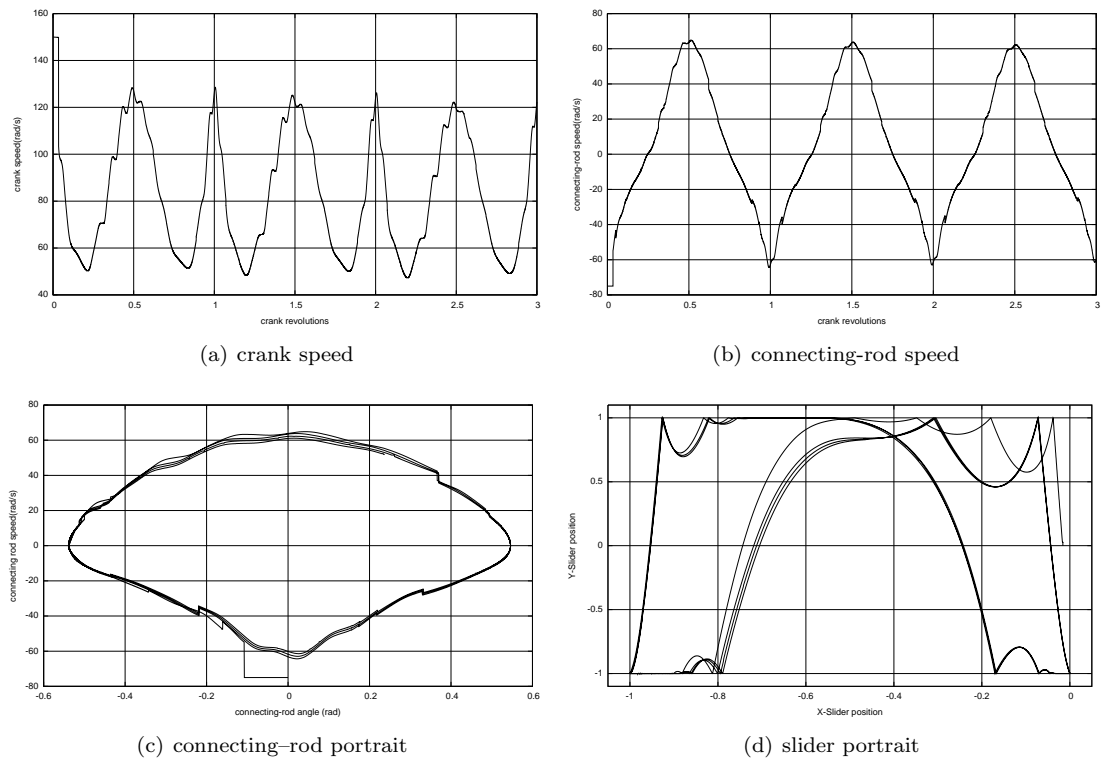 160
140
120
100
80
60
40
crank speed(rad/s)
0 0.5 1 1.5 2 2.5 3
crank revolutions
(a) crank speed
80
60
40
20
0
-20
-40
-60
-80
connecting-rod speed(rad/s)
0 0.5 1 1.5 2 2.5 3
crank revolutions
(b) connecting-rod speed
80
60
40
20
0
-20
-40
-60
-80
connecting rod speed(rad/s)
-0.6 -0.4 -0.2 0 0.2 0.4 0.6
connecting-rod angle (rad)
(c) connecting–rod portrait
1
0.5
0
-0.5
-1
Y-Slider position
-1 -0.8 -0.6 -0.4 -0.2 0
X-Slider position
(d) slider portrait